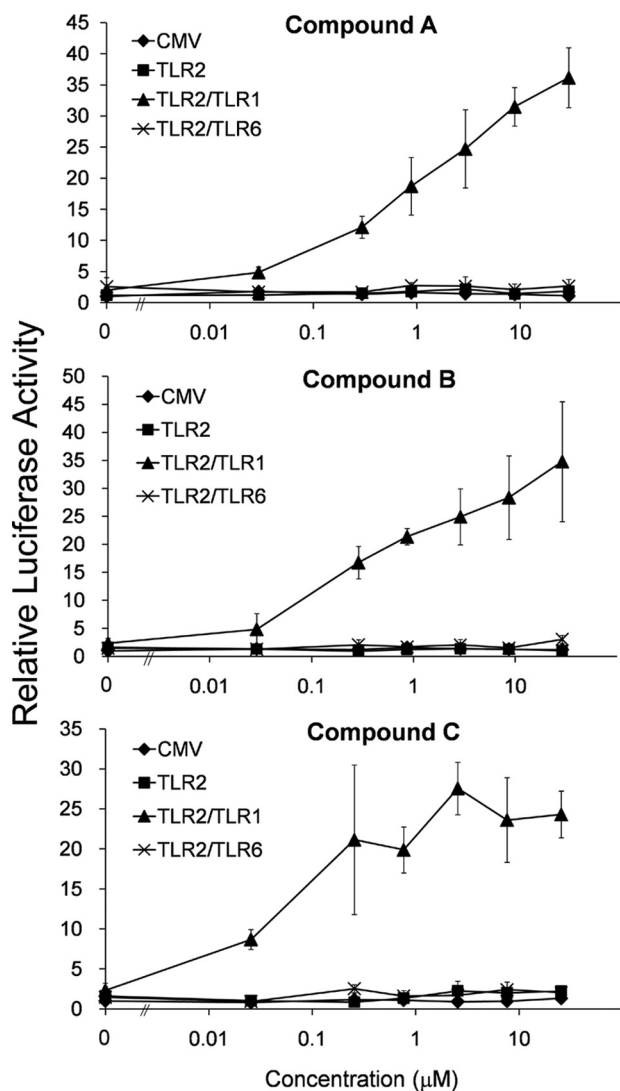 Relative Luciferase Activity
Compound A
CMV
TLR2
TLR2/TLR1
TLR2/TLR6
45
40
35
30
25
20
15
10
5
0
0 0.01 0.1 1 10
Compound B
CMV
TLR2
TLR2/TLR1
TLR2/TLR6
50
45
40
35
30
25
20
15
10
5
0
0 0.01 0.1 1 10
Compound C
CMV
TLR2
TLR2/TLR1
TLR2/TLR6
35
30
25
20
15
10
5
0
0 0.01 0.1 1 10
Concentration (µM)